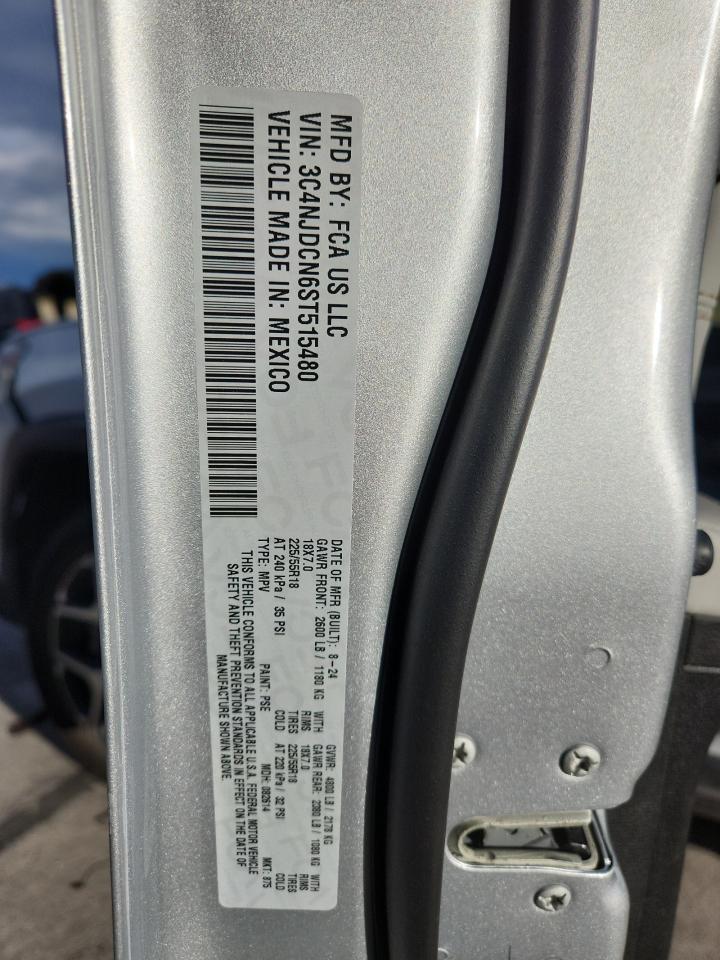 MFD BY: FCA US LLC
VIN: 3C4NJDCN6ST515480
VEHICLE MADE IN: MEXICO
DATE OF MFR (BUILT): 8-24 GVWR: 4800 LB / 2178 KG
GAWR FRONT: 2600 LB / 1180 KG WITH GAWR REAR: 2380 LB / 1080 KG WITH
18X7.0 RIMS 18X7.0 RIMS
225/55R18 TIRES 225/55R18 TIRES
AT 240 kPa / 35 PSI COLD AT 220 kPa / 32 PSI COLD
TYPE: MPV PAINT: PSE MDH: 082614 MKT: 875
THIS VEHICLE CONFORMS TO ALL APPLICABLE U.S.A. FEDERAL MOTOR VEHICLE
SAFETY AND THEFT PREVENTION STANDARDS IN EFFECT ON THE DATE OF
MANUFACTURE SHOWN ABOVE.